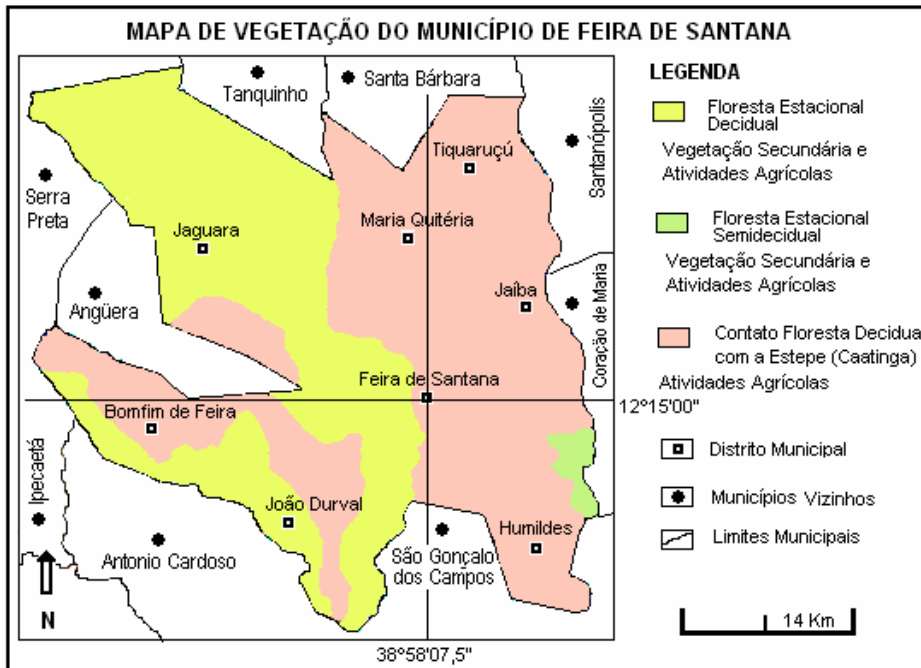 MAPA DE VEGETAÇÃO DO MUNICÍPIO DE FEIRA DE SANTANA
Tanquinho
Santa Bárbara
Santanópolis
Tiquaruçú
Serra
Preta
Jaguara
Maria Quitéria
Angüera
Jaíba
Coração de Maria
Feira de Santana
12°15'00"
Bomfim de Feira
Ipecaetá
João Durval
Antonio Cardoso
São Gonçalo
dos Campos
Humildes
N
38°58'07,5"
LEGENDA
Floresta Estacional
Decidual
Vegetação Secundária e
Atividades Agrícolas
Floresta Estacional
Semidecidual
Vegetação Secundária e
Atividades Agrícolas
Contato Floresta Decidua
com a Estepe (Caatinga)
Atividades Agrícolas
Distrito Municipal
Municípios Vizinhos
Limites Municipais
14 Km